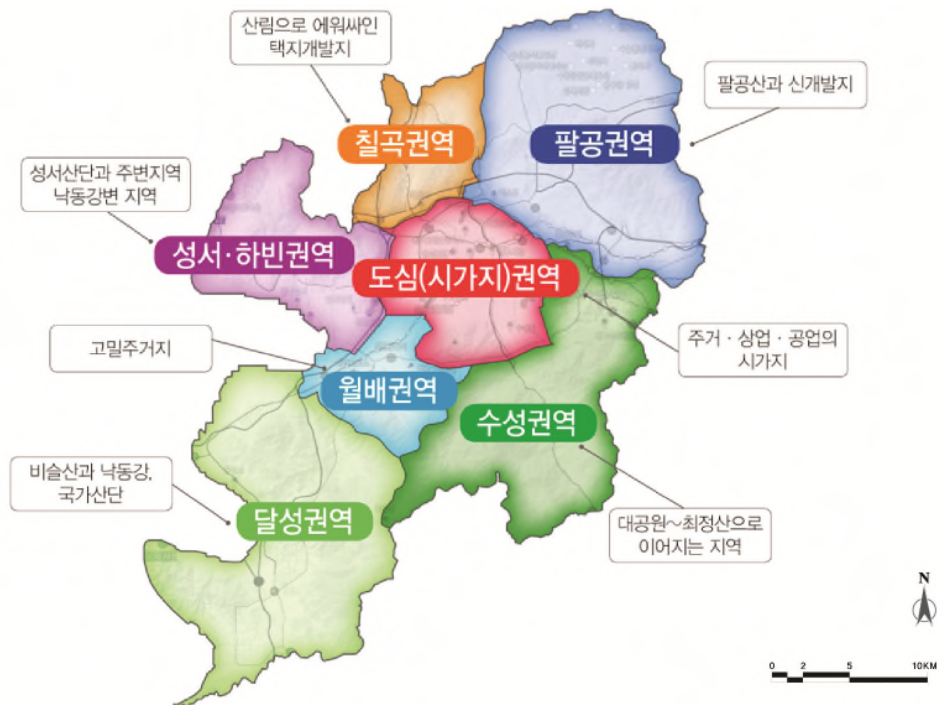 산림으로 에워싸인
택지개발지
칠곡권역
팔공권역
팔공산과 신개발지
성서산단과 주변지역
낙동강변 지역
성서·하빈권역
도심(시가지)권역
고밀주거지
월배권역
주거 · 상업 · 공업의
시가지
수성권역
비슬산과 낙동강,
국가산단
달성권역
대공원~최정산으로
이어지는 지역
N
0 2 5 10KM